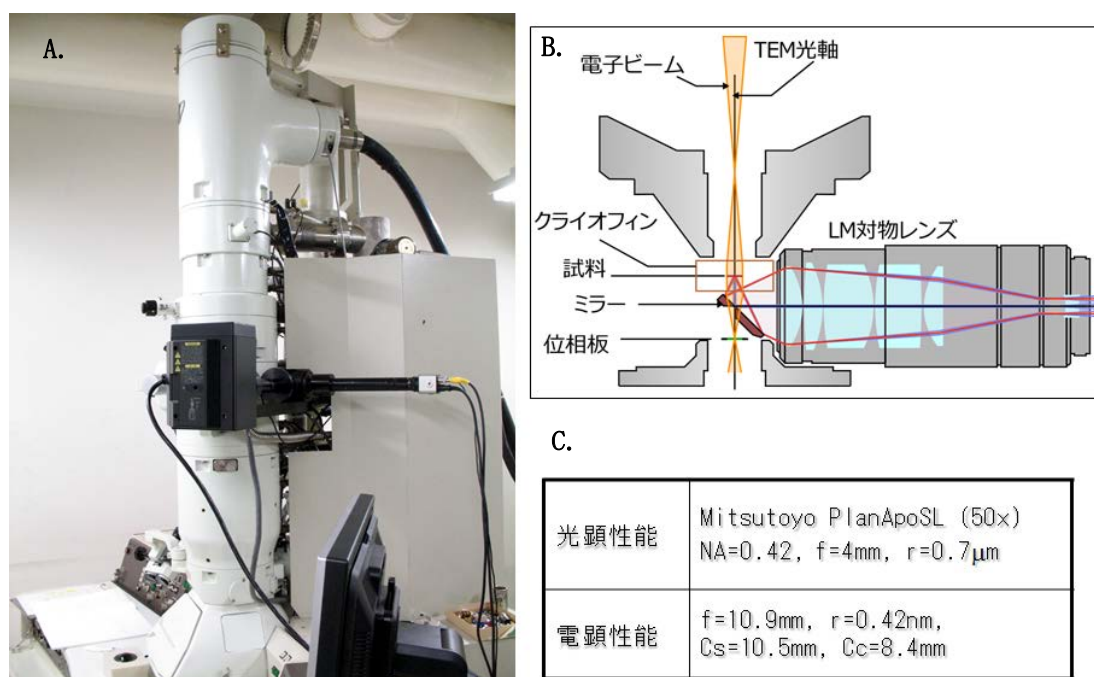 A.
B.
電子ビーム
TEM光軸
クライオフィン
試料
ミラー
位相板
LM対物レンズ
C.
光顕性能
Mitsutoyo PlanApoSL (50x)
NA=0.42, f=4mm, r=0.7μm
電顕性能
f=10.9mm, r=0.42nm,
Cs=10.5mm, Cc=8.4mm